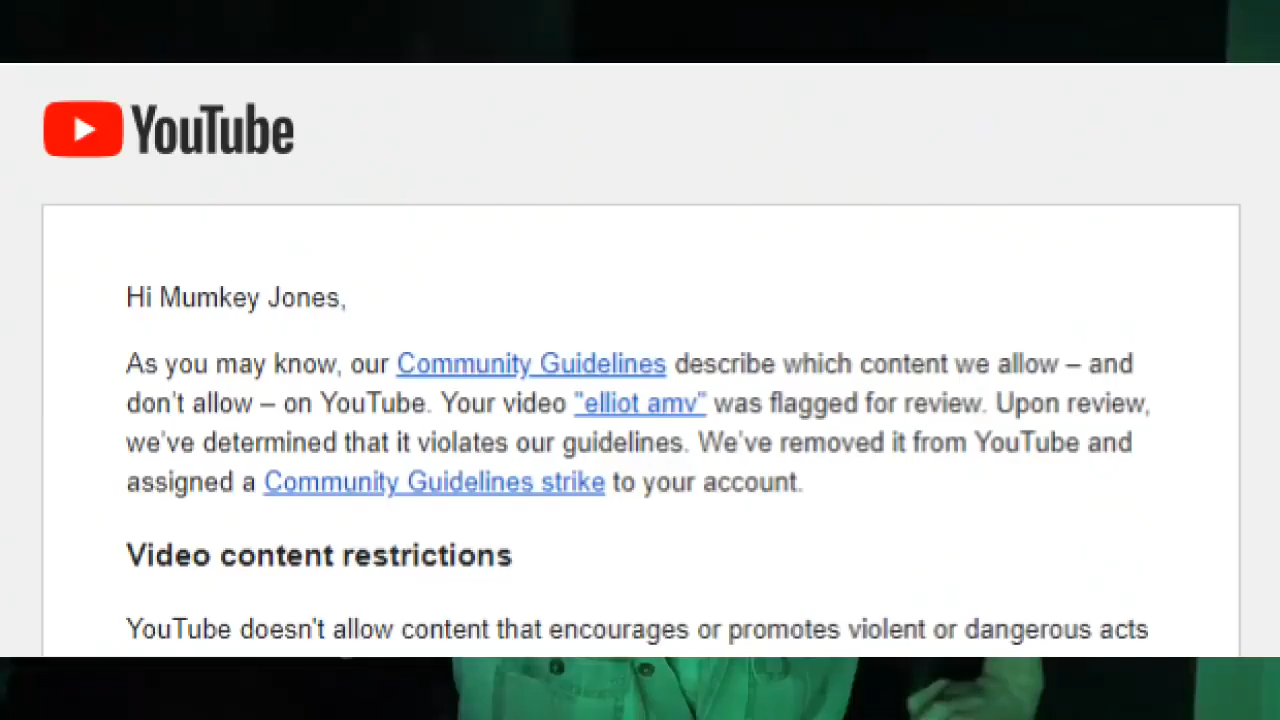 YouTube
Hi Mumkey Jones,
As you may know, our Community Guidelines describe which content we allow – and
don't allow – on YouTube. Your video "elliot amv" was flagged for review. Upon review,
we've determined that it violates our guidelines. We've removed it from YouTube and
assigned a Community Guidelines strike to your account.
Video content restrictions
YouTube doesn't allow content that encourages or promotes violent or dangerous acts